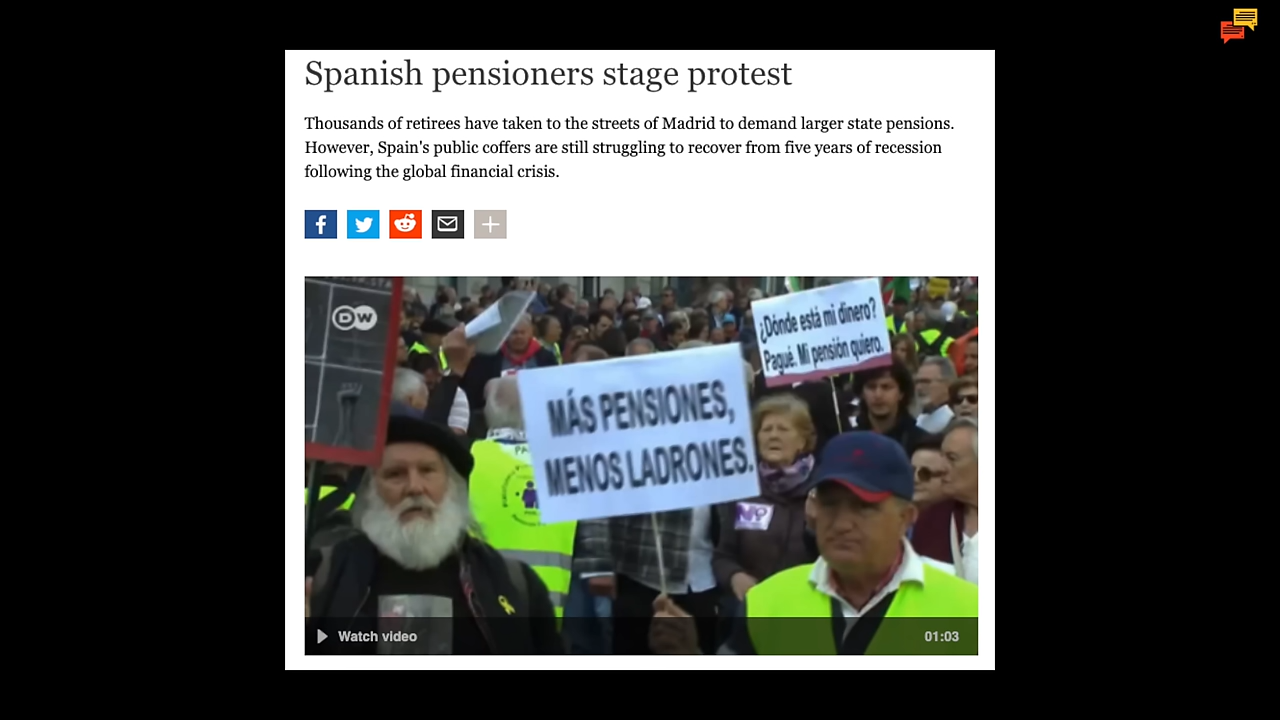 Spanish pensioners stage protest
Thousands of retirees have taken to the streets of Madrid to demand larger state pensions.
However, Spain's public coffers are still struggling to recover from five years of recession
following the global financial crisis.
DW
¿Dónde está mi dinero?
Pagué. Mi pensión quiero.
MÁS PENSIONES,
MENOS LADRONES.
NO
Watch video
01:03